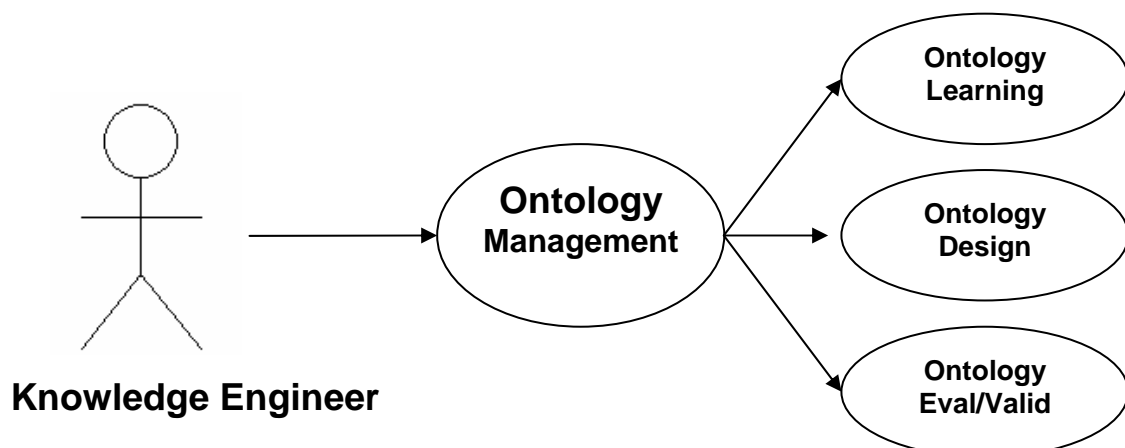 Ontology
Learning
Ontology
Management
Ontology
Design
Knowledge Engineer
Ontology
Eval/Valid